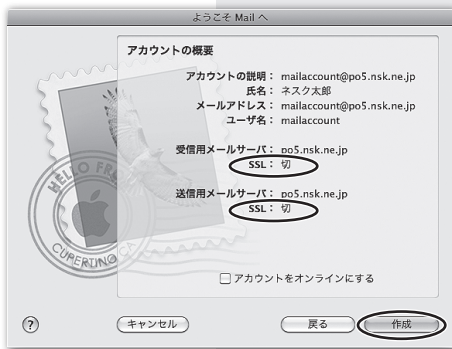 ようこそ Mail へ
アカウントの概要
アカウントの説明： mailaccount@po5.nsk.ne.jp
氏名： ネスク太郎
メールアドレス： mailaccount@po5.nsk.ne.jp
ユーザ名： mailaccount
受信用メールサーバ： po5.nsk.ne.jp
SSL： 切
送信用メールサーバ： po5.nsk.ne.jp
SSL： 切
HELLO FR
CUPERTINO CA
アカウントをオンラインにする
? キャンセル 戻る 作成